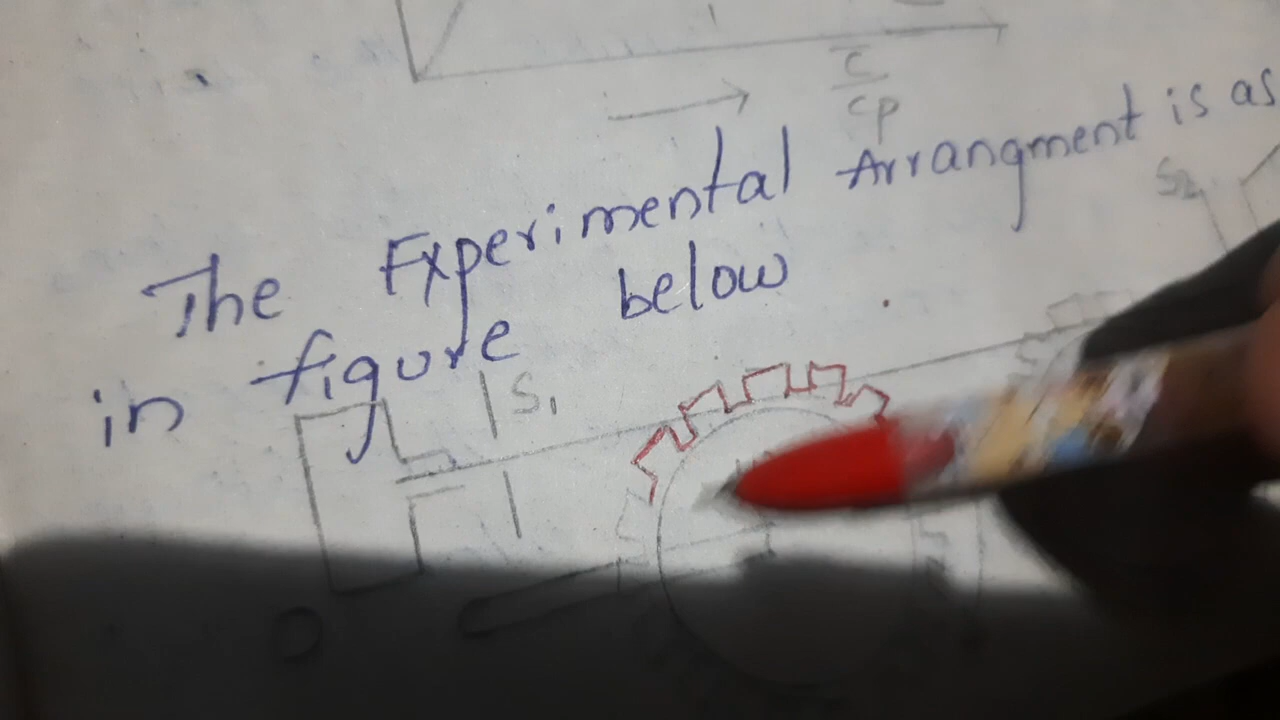 C
Cp
The Experimental Arrangment is as
in figure below
S1
S2